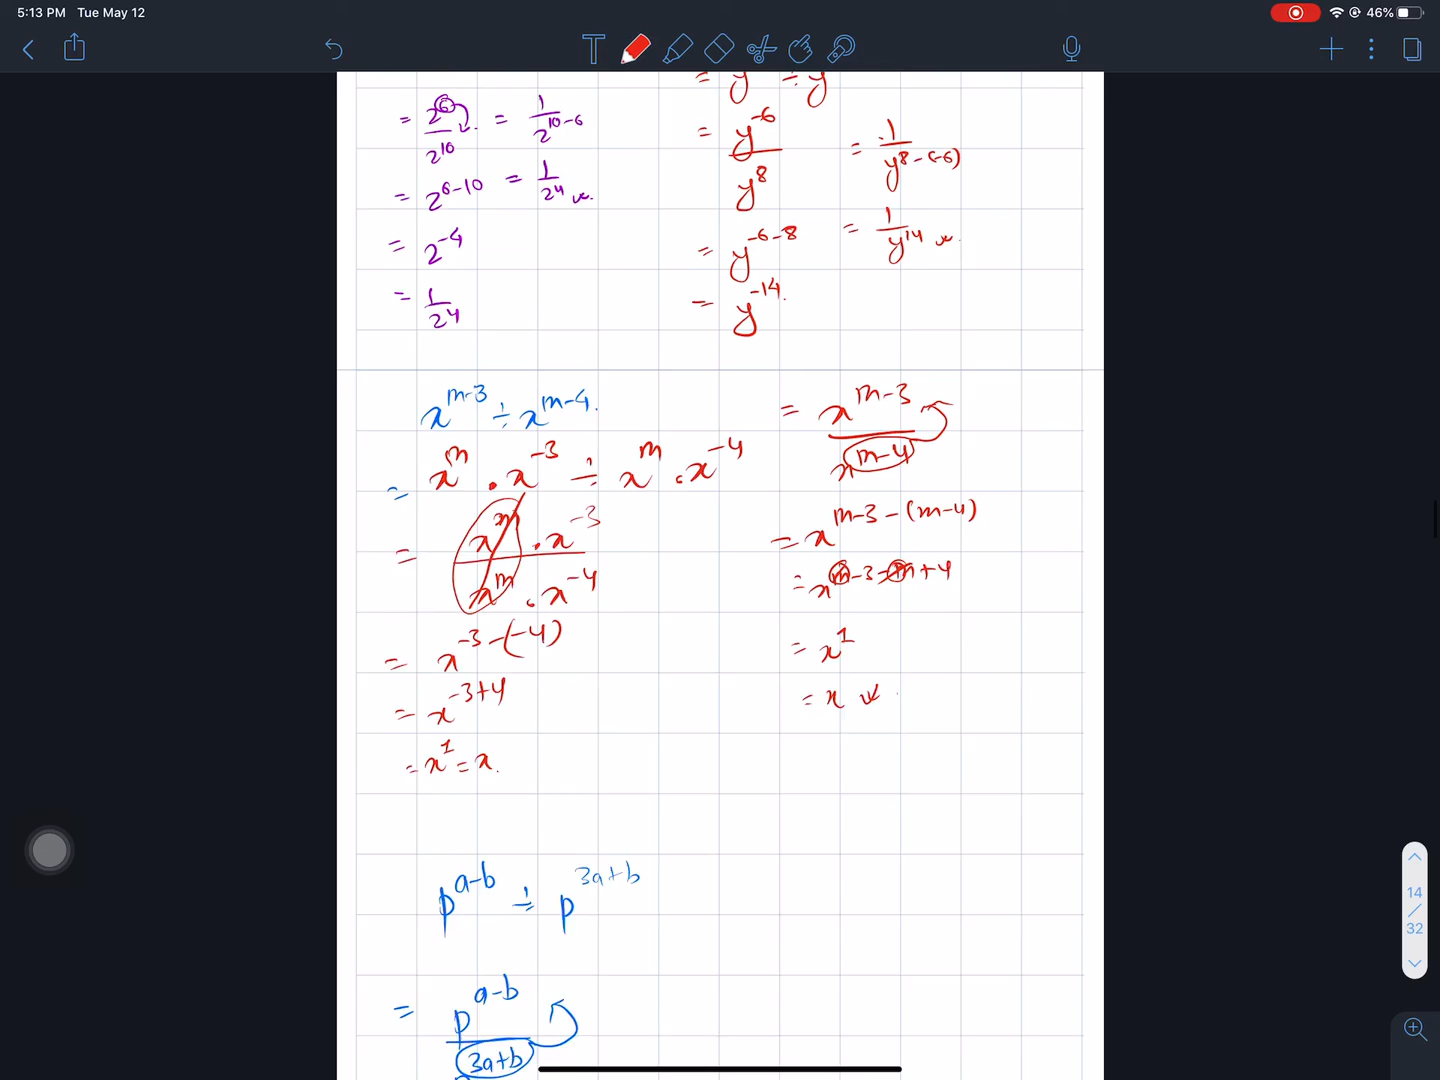 5:13 PM Tue May 12
46%
= 2^6 / 2^10 = 1 / 2^(10-6)
= 2^(6-10) = 1 / 2^4
= 2^(-4)
= 1 / 2^4
= y ÷ y
= y^(-6) / y^8 = 1 / y^(8-(-6))
= y^(-6-8) = 1 / y^14
= y^(-14).
x^(m-3) ÷ x^(m-4).
= x^m . x^(-3) ÷ x^m . x^(-4)
= x^m . x^(-3) / x^m . x^(-4)
= x^(-3-(-4))
= x^(-3+4)
= x^1 = x.
= x^(m-3) / x^(m-4)
= x^(m-3-(m-4))
= x^(m-3-m+4)
= x^1
= x
p^(a-b) ÷ p^(3a+b)
= p^(a-b) / 3a+b
14
/
32